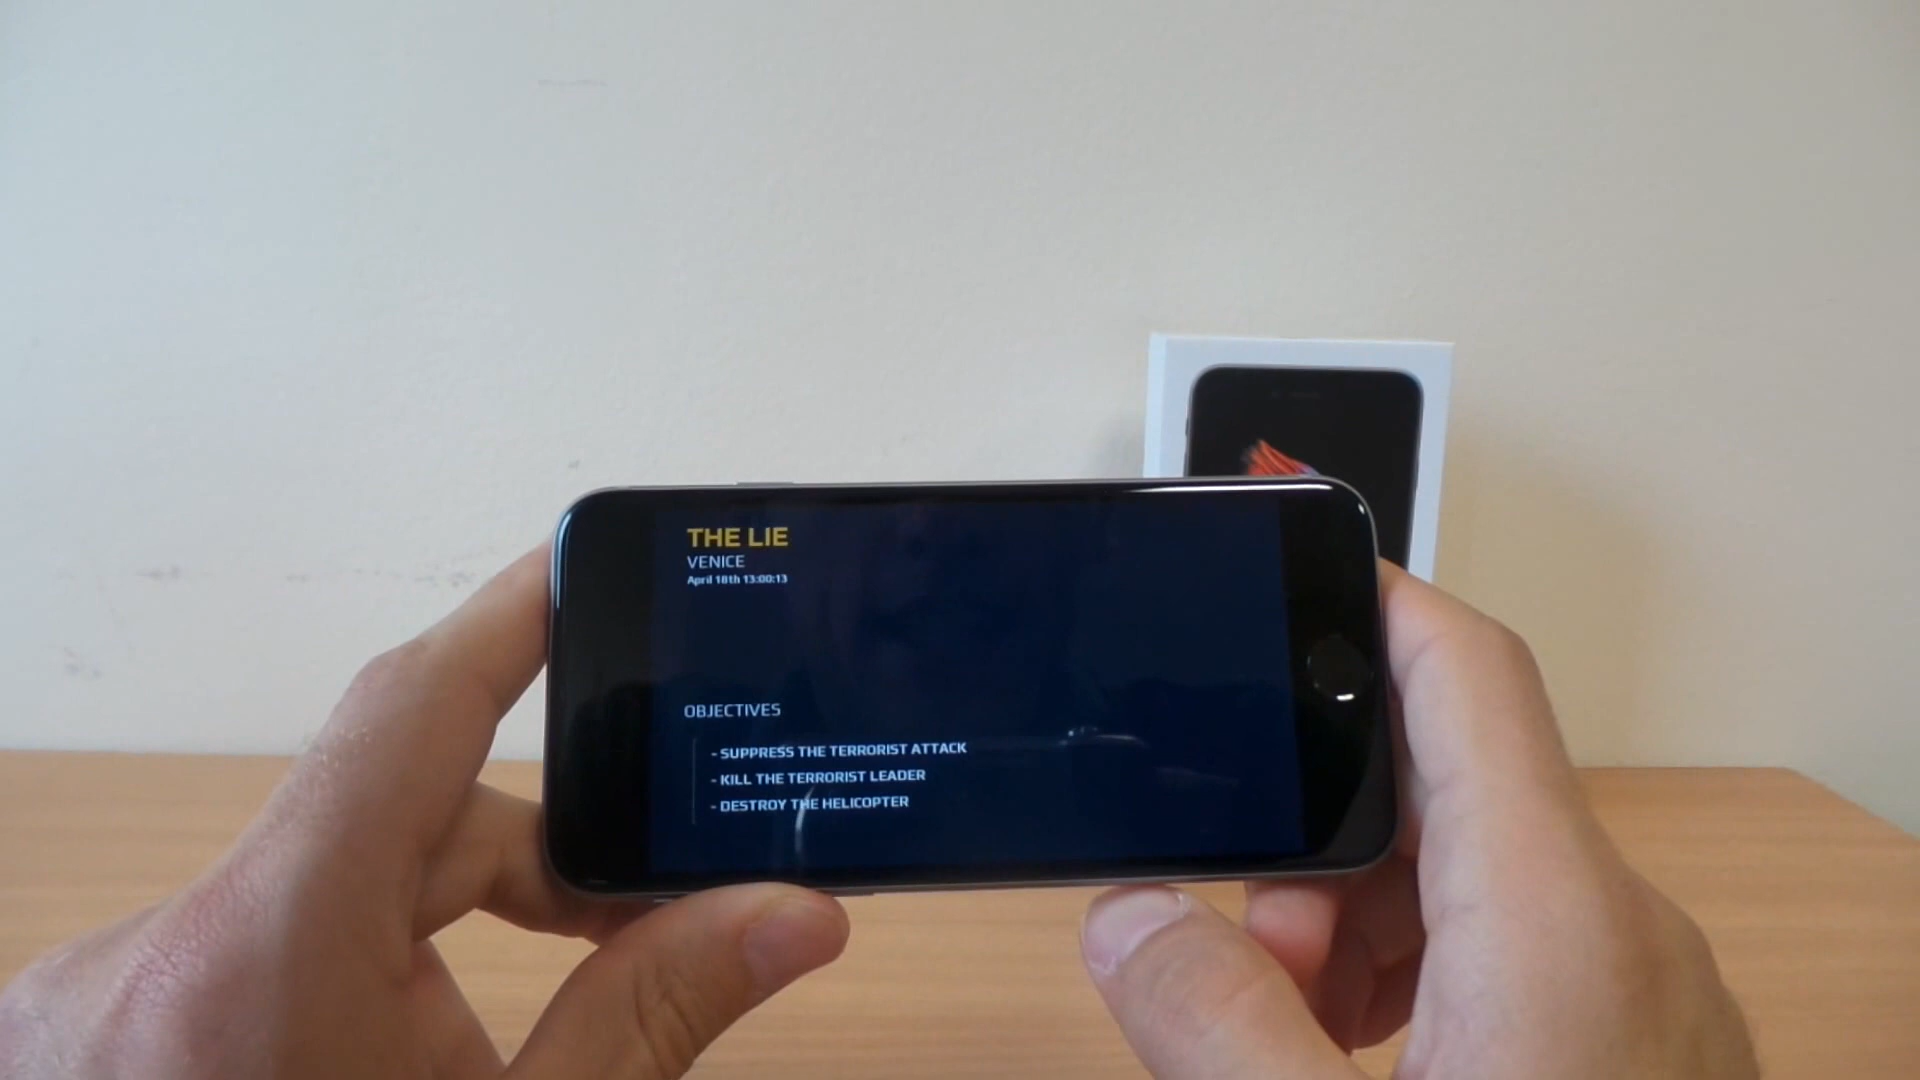 THE LIE
VENICE
April 18th 13:00:13
OBJECTIVES
- SUPPRESS THE TERRORIST ATTACK
- KILL THE TERRORIST LEADER
- DESTROY THE HELICOPTER